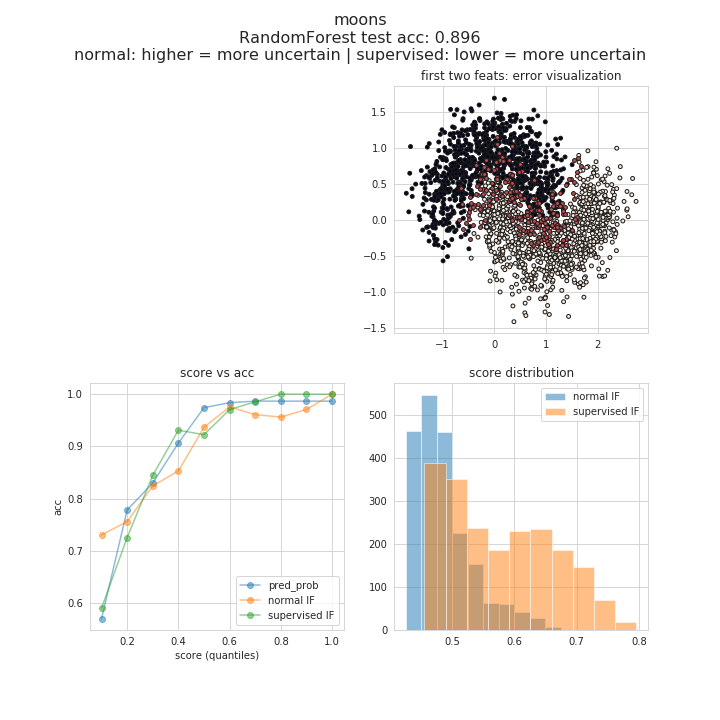 moons
RandomForest test acc: 0.896
normal: higher = more uncertain | supervised: lower = more uncertain
first two feats: error visualization
1.5
1.0
0.5
0.0
−0.5
−1.0
−1.5
−1
0
1
2
score vs acc
1.0
0.9
0.8
0.7
0.6
acc
pred_prob
normal IF
supervised IF
0.2
0.4
0.6
0.8
1.0
score (quantiles)
score distribution
normal IF
supervised IF
500
400
300
200
100
0
0.5
0.6
0.7
0.8